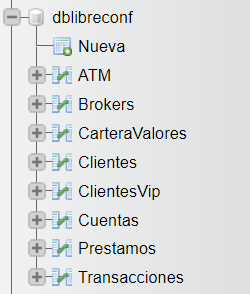 dblibreconf
Nueva
ATM
Brokers
CarteraValores
Clientes
ClientesVip
Cuentas
Prestamos
Transacciones